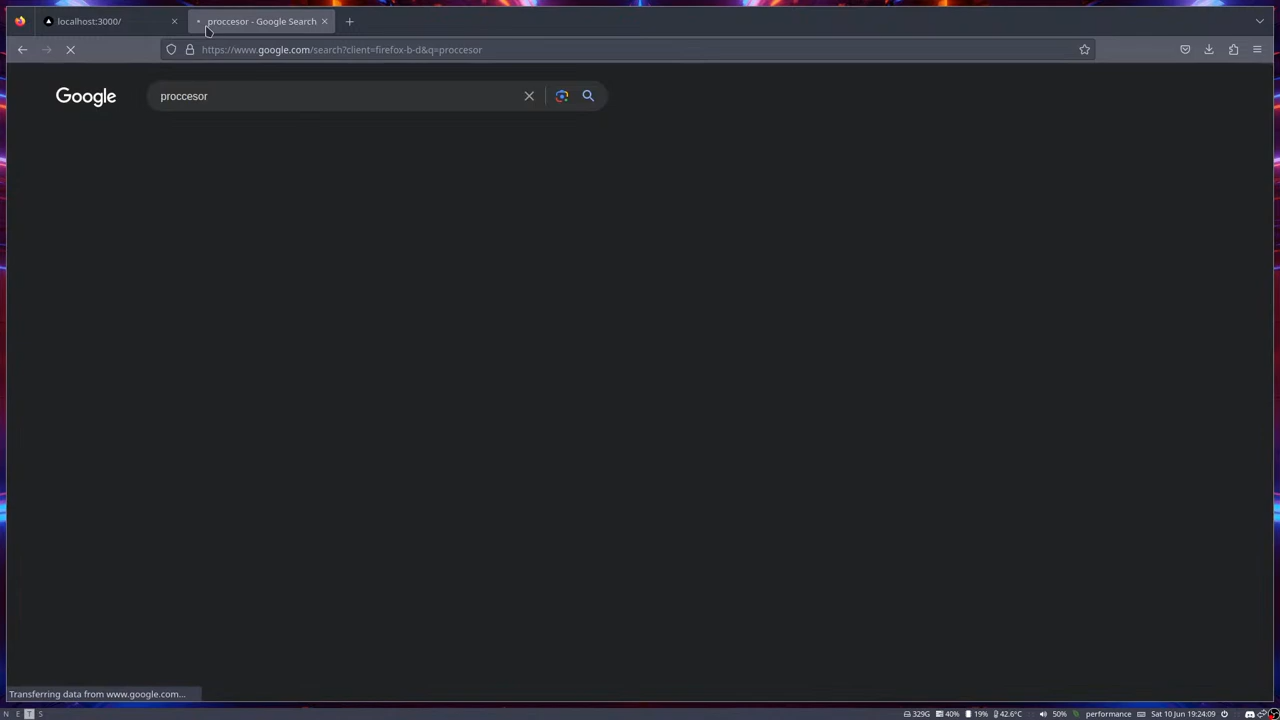 localhost:3000/
proccesor - Google Search
https://www.google.com/search?client=firefox-b-d&q=proccesor
Google
proccesor
Transferring data from www.google.com...
N E T S
329G 40% 19% 42.6°C 50% performance Sat 10 Jun 19:24:09